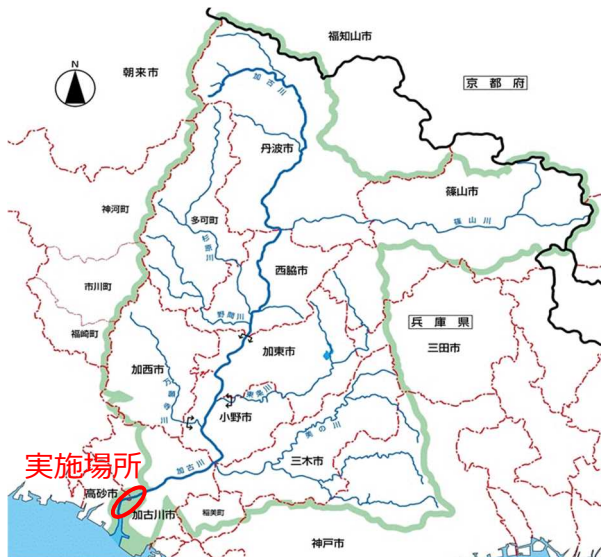 福知山市
朝来市
京都府
N
加古川
丹波市
篠山市
篠山川
神河町
多可町
杉原川
西脇市
市川町
野間川
兵庫県
福崎町
加東市
三田市
加西市
万願寺川
東条川
小野市
美の川
加古川
三木市
実施場所
高砂市
加古川市
稲美町
神戸市